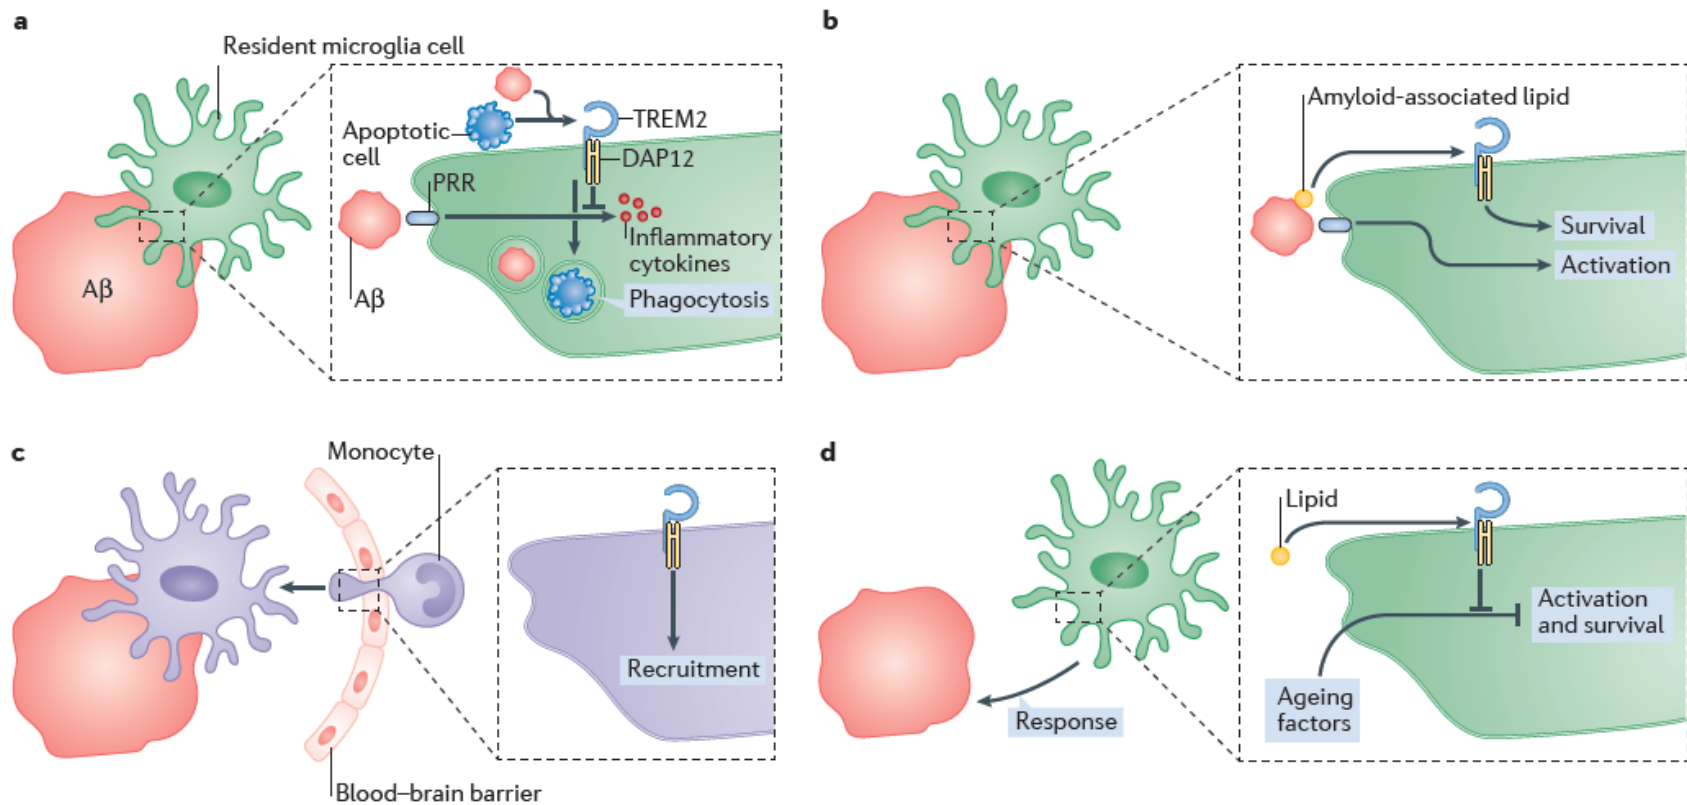 a
Resident microglia cell
Apoptotic
cell
TREM2
DAP12
PRR
Inflammatory
cytokines
Phagocytosis
Aβ
Aβ
b
Amyloid-associated lipid
Survival
Activation
c
Monocyte
Recruitment
Blood–brain barrier
d
Lipid
Activation
and survival
Ageing
factors
Response